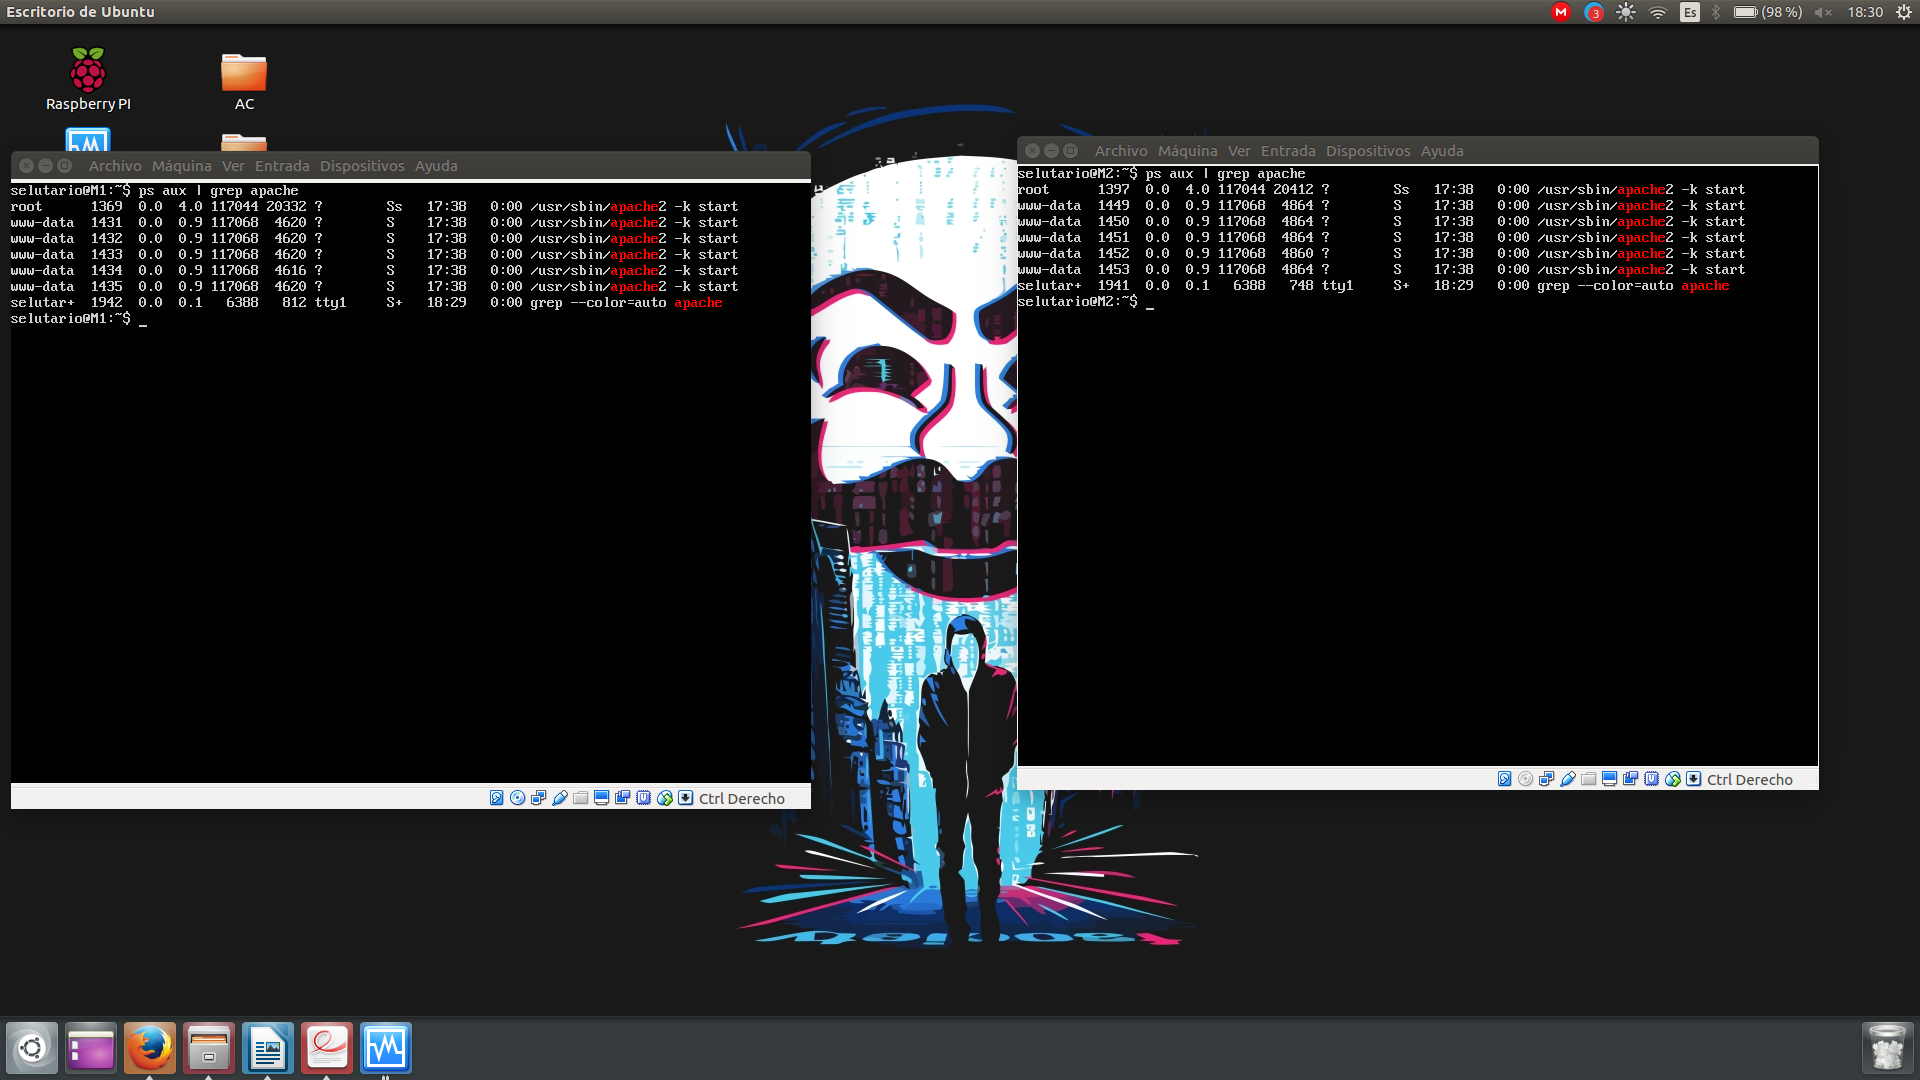 Escritorio de Ubuntu
3
Es
(98 %)
18:30
Raspberry PI
AC
Archivo Máquina Ver Entrada Dispositivos Ayuda
selutario@M1:~$ ps aux | grep apache
root      1369  0.0  4.0 117044 20332 ?        Ss   17:38   0:00 /usr/sbin/apache2 -k start
www-data  1431  0.0  0.9 117068  4620 ?        S    17:38   0:00 /usr/sbin/apache2 -k start
www-data  1432  0.0  0.9 117068  4620 ?        S    17:38   0:00 /usr/sbin/apache2 -k start
www-data  1433  0.0  0.9 117068  4620 ?        S    17:38   0:00 /usr/sbin/apache2 -k start
www-data  1434  0.0  0.9 117068  4616 ?        S    17:38   0:00 /usr/sbin/apache2 -k start
www-data  1435  0.0  0.9 117068  4620 ?        S    17:38   0:00 /usr/sbin/apache2 -k start
selutar+  1942  0.0  0.1   6388   812 tty1     S+   18:29   0:00 grep --color=auto apache
selutario@M1:~$ _
Ctrl Derecho
Archivo Máquina Ver Entrada Dispositivos Ayuda
selutario@M2:~$ ps aux | grep apache
root      1397  0.0  4.0 117044 20412 ?        Ss   17:38   0:00 /usr/sbin/apache2 -k start
www-data  1449  0.0  0.9 117068  4864 ?        S    17:38   0:00 /usr/sbin/apache2 -k start
www-data  1450  0.0  0.9 117068  4864 ?        S    17:38   0:00 /usr/sbin/apache2 -k start
www-data  1451  0.0  0.9 117068  4864 ?        S    17:38   0:00 /usr/sbin/apache2 -k start
www-data  1452  0.0  0.9 117068  4860 ?        S    17:38   0:00 /usr/sbin/apache2 -k start
www-data  1453  0.0  0.9 117068  4864 ?        S    17:38   0:00 /usr/sbin/apache2 -k start
selutar+  1941  0.0  0.1   6388   748 tty1     S+   18:29   0:00 grep --color=auto apache
selutario@M2:~$ _
Ctrl Derecho